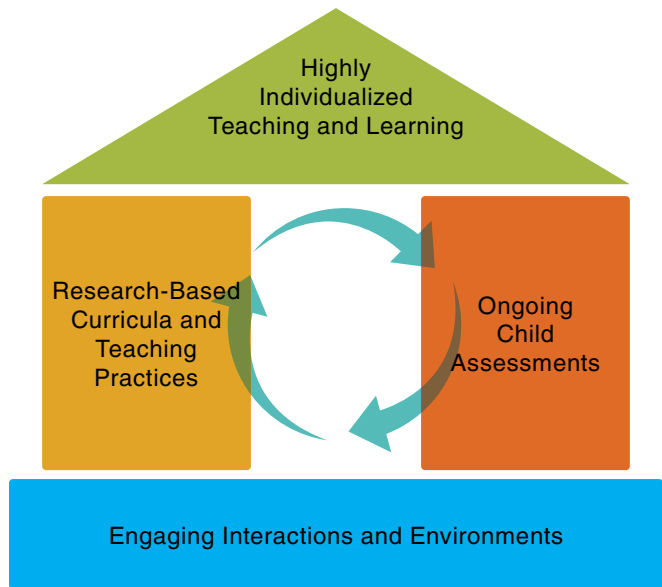 Highly
Individualized
Teaching and Learning
Research-Based
Curricula and
Teaching
Practices
Ongoing
Child
Assessments
Engaging Interactions and Environments